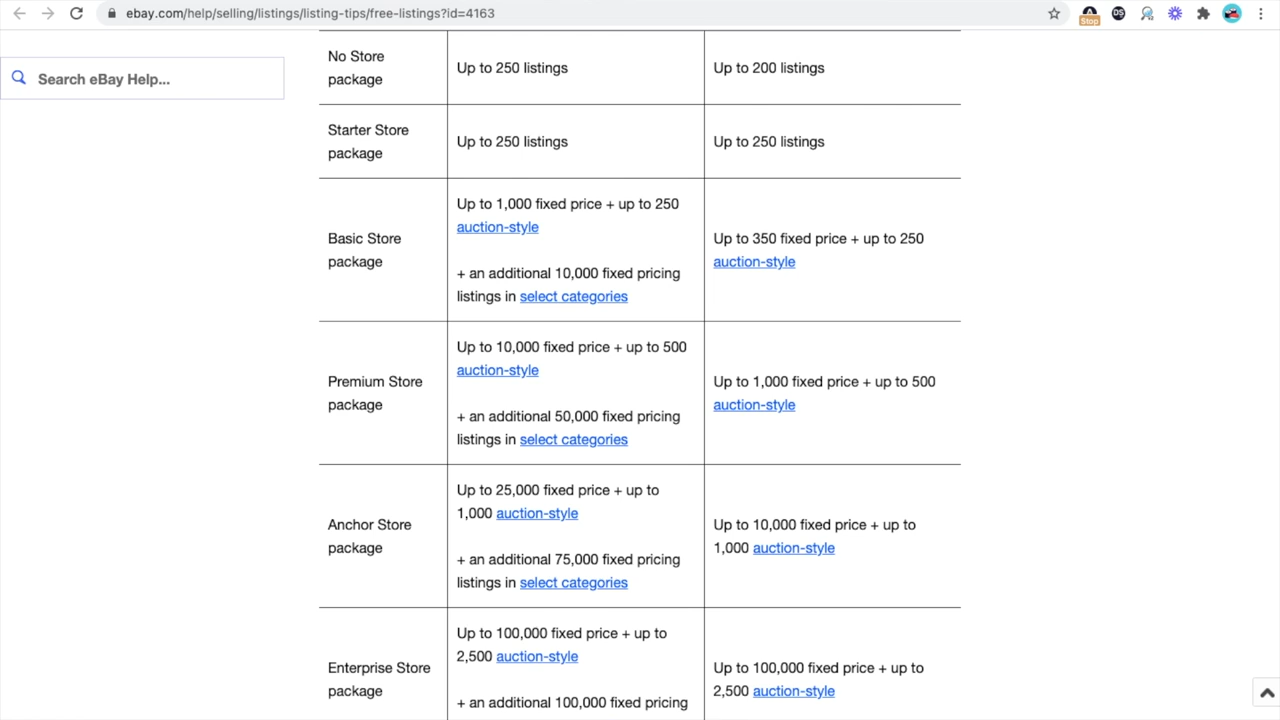 ebay.com/help/selling/listings/listing-tips/free-listings?id=4163
Stop
DS
Search eBay Help...
No Store
package
Up to 250 listings
Up to 200 listings
Starter Store
package
Up to 250 listings
Up to 250 listings
Basic Store
package
Up to 1,000 fixed price + up to 250
auction-style
+ an additional 10,000 fixed pricing
listings in select categories
Up to 350 fixed price + up to 250
auction-style
Premium Store
package
Up to 10,000 fixed price + up to 500
auction-style
+ an additional 50,000 fixed pricing
listings in select categories
Up to 1,000 fixed price + up to 500
auction-style
Anchor Store
package
Up to 25,000 fixed price + up to
1,000 auction-style
+ an additional 75,000 fixed pricing
listings in select categories
Up to 10,000 fixed price + up to
1,000 auction-style
Enterprise Store
package
Up to 100,000 fixed price + up to
2,500 auction-style
+ an additional 100,000 fixed pricing
Up to 100,000 fixed price + up to
2,500 auction-style